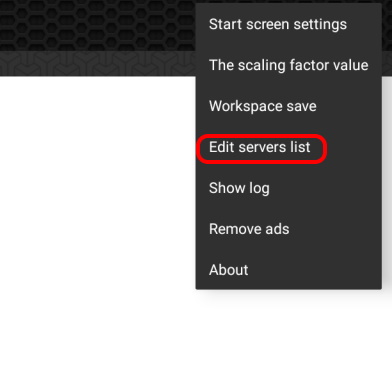 Start screen settings
The scaling factor value
Workspace save
Edit servers list
Show log
Remove ads
About